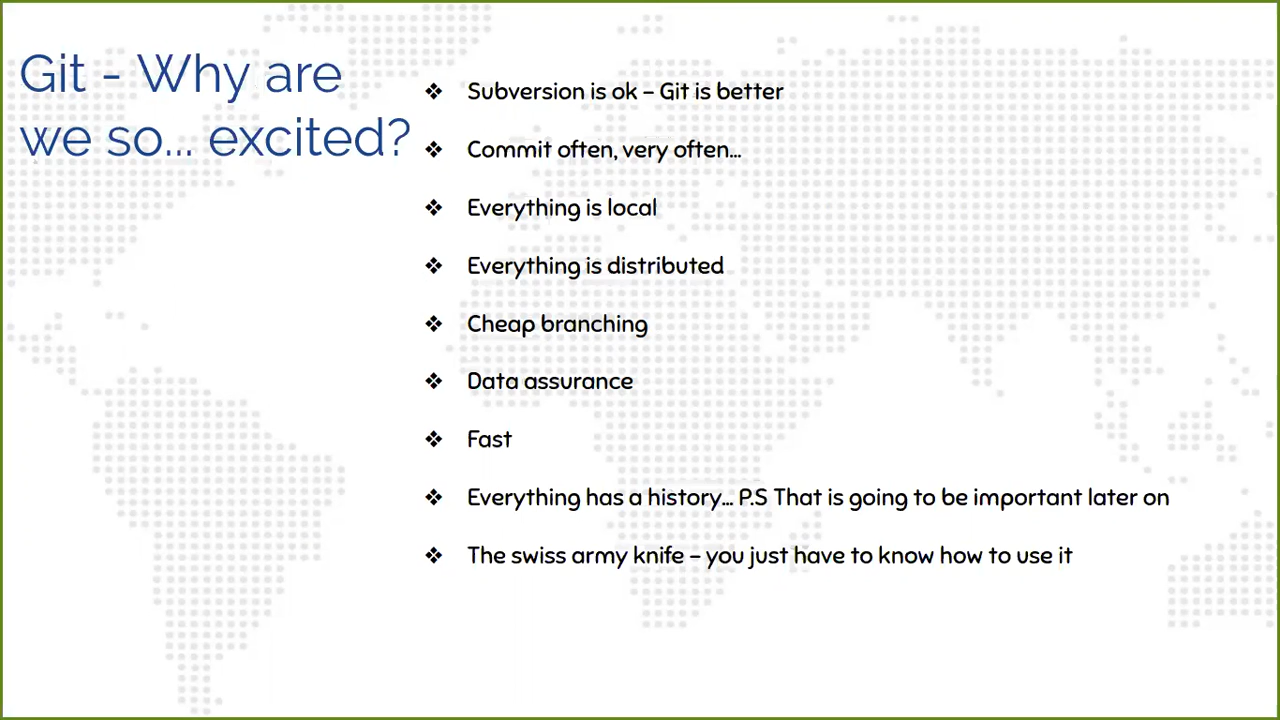 Git - Why are
we so... excited?
❖ Subversion is ok – Git is better
❖ Commit often, very often...
❖ Everything is local
❖ Everything is distributed
❖ Cheap branching
❖ Data assurance
❖ Fast
❖ Everything has a history... P.S That is going to be important later on
❖ The swiss army knife – you just have to know how to use it